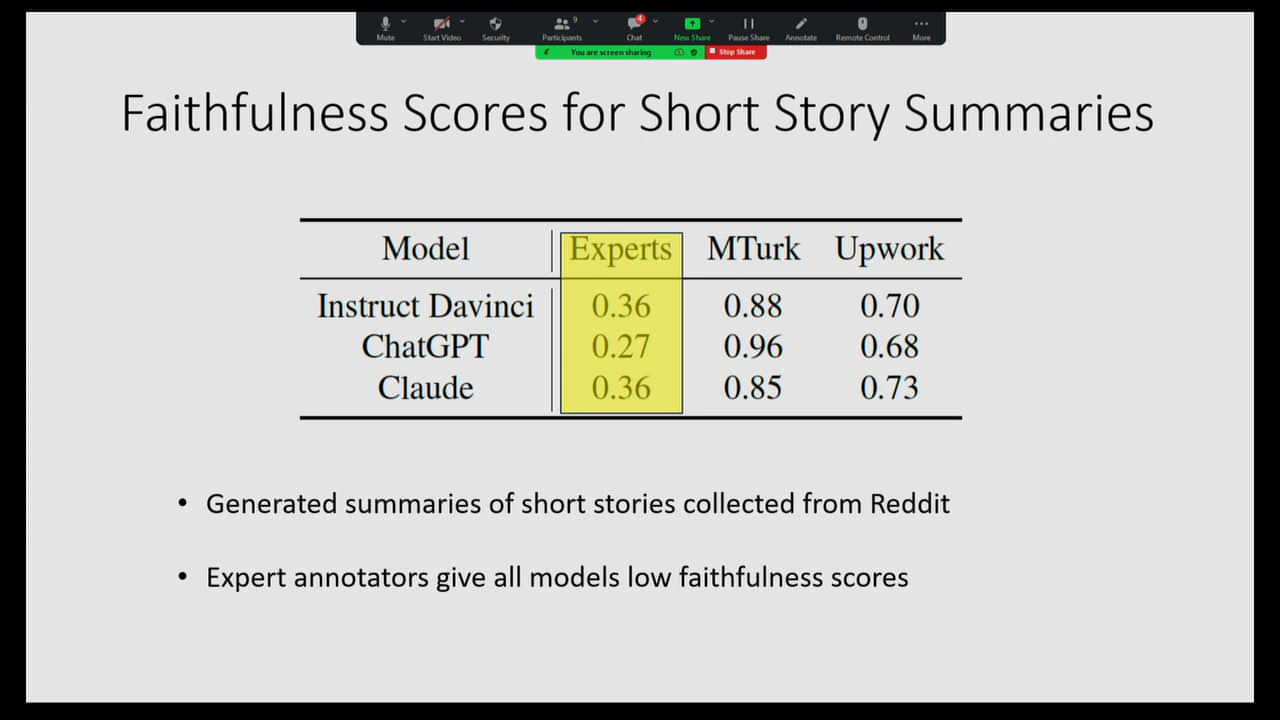 Mute
Start Video
Security
Participants
9
Chat
4
New Share
Pause Share
Annotate
Remote Control
More
You are screen sharing
Stop Share
Faithfulness Scores for Short Story Summaries
Model Experts MTurk Upwork
Instruct Davinci 0.36 0.88 0.70
ChatGPT 0.27 0.96 0.68
Claude 0.36 0.85 0.73
• Generated summaries of short stories collected from Reddit
• Expert annotators give all models low faithfulness scores